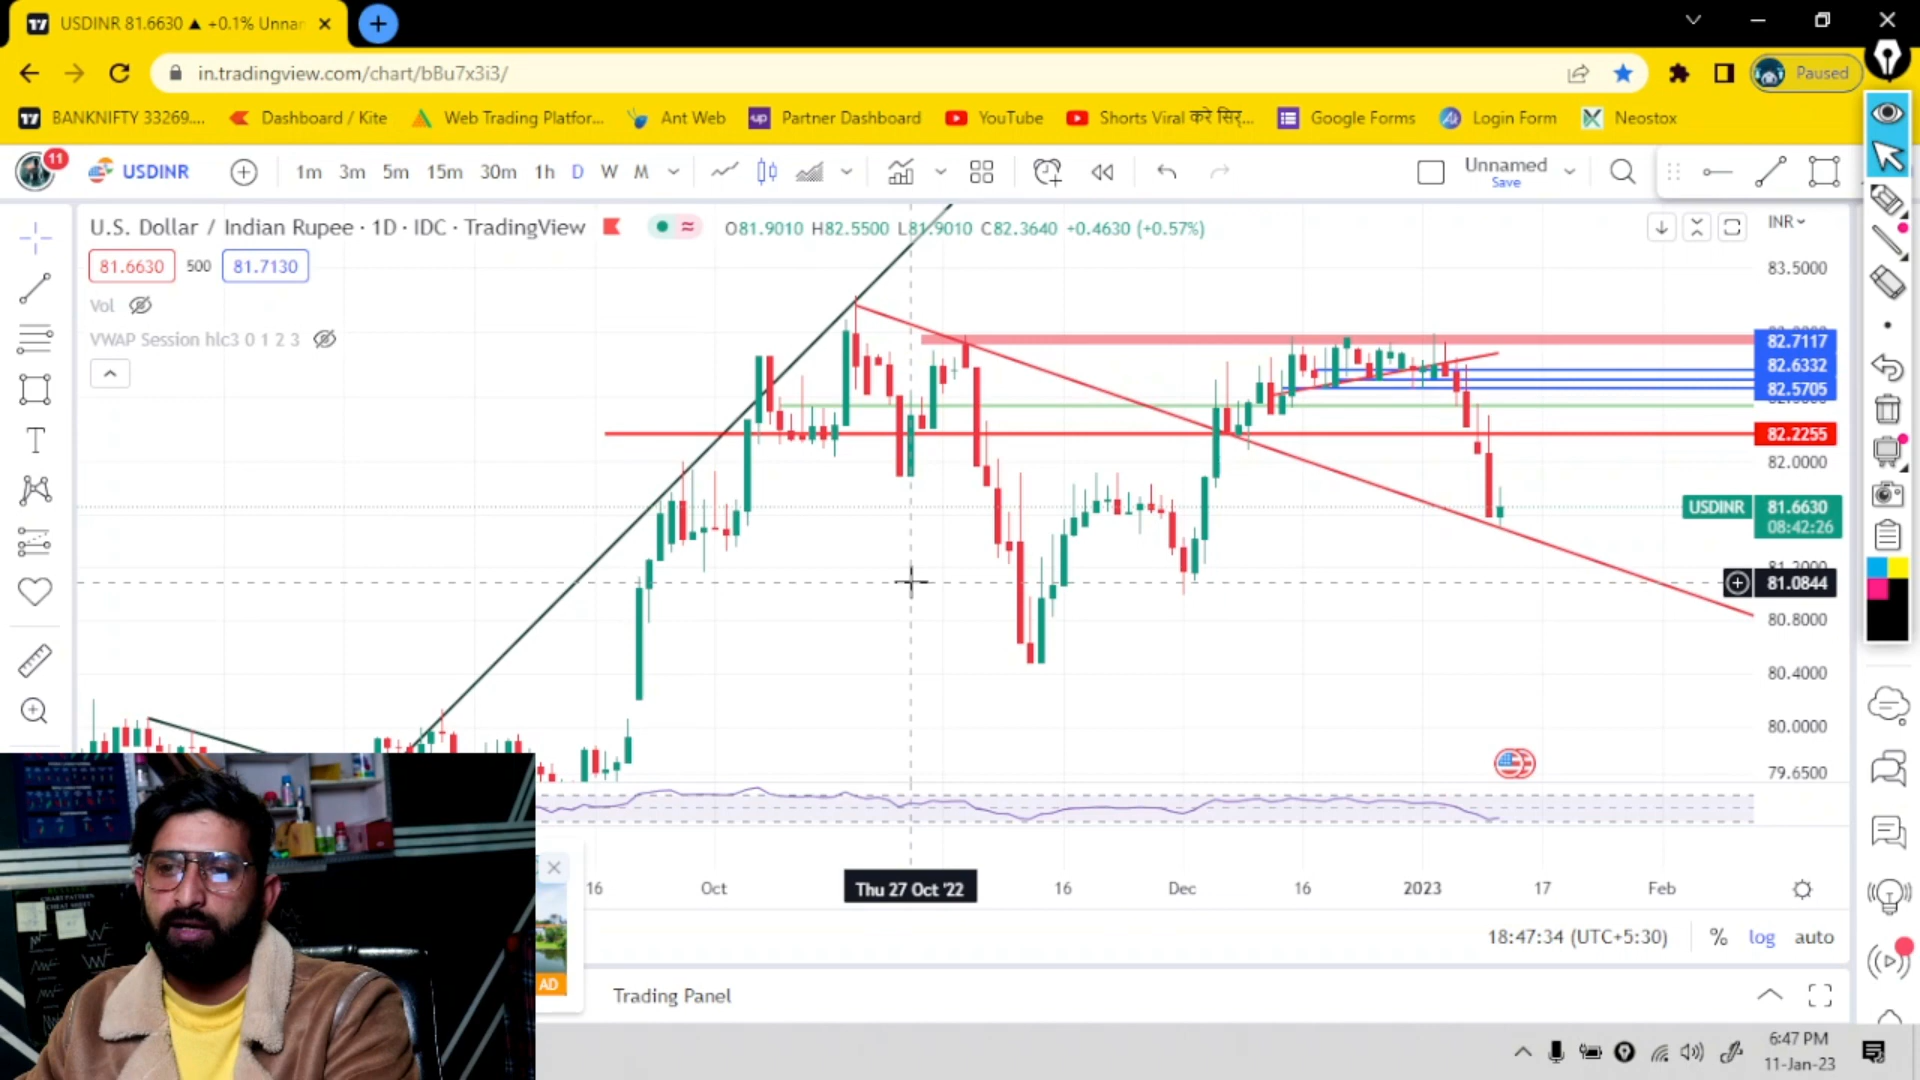 USDINR 81.6630 ▲ +0.1% Unnar
in.tradingview.com/chart/bBu7x3i3/
Paused
BANKNIFTY 33269....
Dashboard / Kite
Web Trading Platfor...
Ant Web
up
Partner Dashboard
YouTube
Shorts Viral करे सिर्...
Google Forms
Login Form
Neostox
11
USDINR
1m 3m 5m 15m 30m 1h D W M
Unnamed
Save
U.S. Dollar / Indian Rupee · 1D · IDC · TradingView
O81.9010 H82.5500 L81.9010 C82.3640 +0.4630 (+0.57%)
INR
81.6630
500
81.7130
Vol
VWAP Session hlc3 0 1 2 3
83.5000
82.7117
82.6332
82.5705
82.2255
82.0000
USDINR
81.6630
08:42:26
81.2000
81.0844
80.8000
80.4000
80.0000
79.6500
16
Oct
Thu 27 Oct '22
16
Dec
16
2023
17
Feb
18:47:34 (UTC+5:30)
%
log
auto
AD
Trading Panel
6:47 PM
11-Jan-23